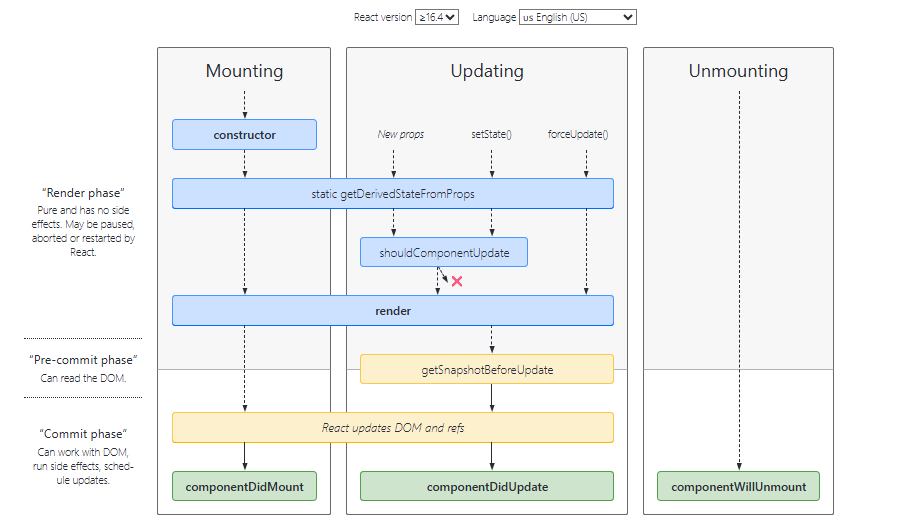 React version ≥16.4 Language us English (US)
Mounting Updating Unmounting
constructor New props setState() forceUpdate()
static getDerivedStateFromProps
"Render phase"
Pure and has no side
effects. May be paused,
aborted or restarted by
React.
shouldComponentUpdate
render
"Pre-commit phase"
Can read the DOM.
getSnapshotBeforeUpdate
"Commit phase"
Can work with DOM,
run side effects, sched-
ule updates.
React updates DOM and refs
componentDidMount componentDidUpdate componentWillUnmount